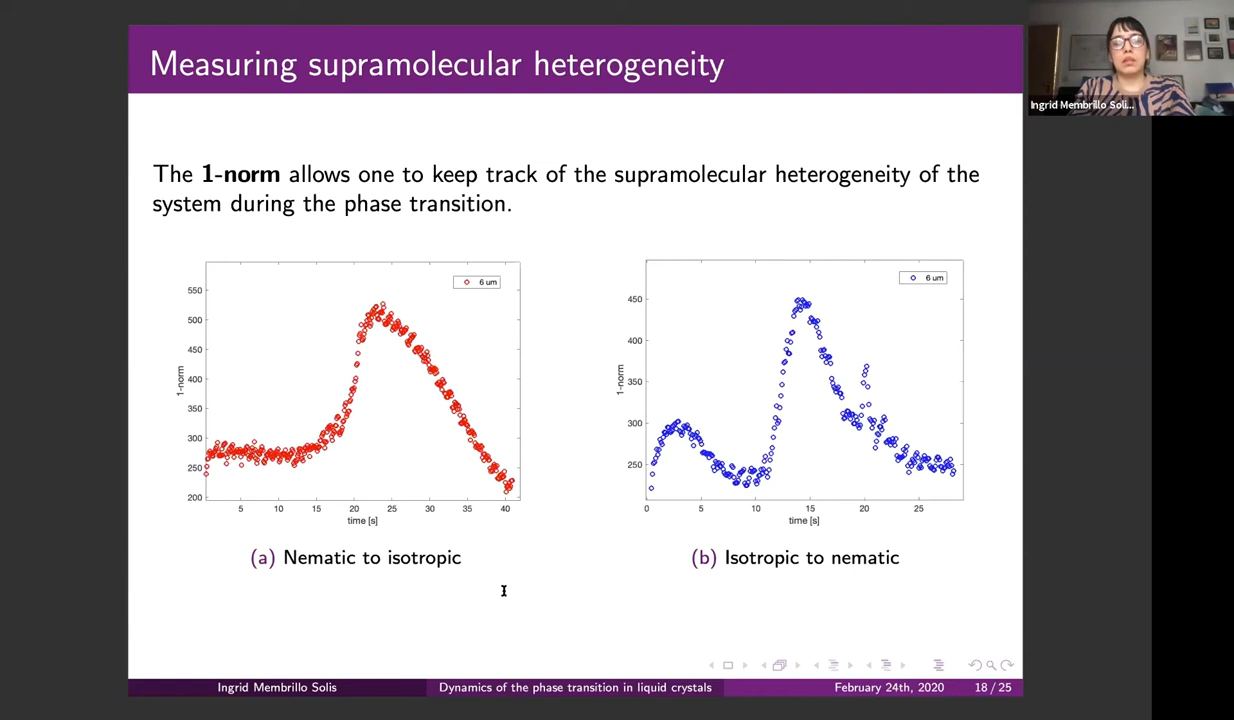 Measuring supramolecular heterogeneity
Ingrid Membrillo Soli...
The 1-norm allows one to keep track of the supramolecular heterogeneity of the
system during the phase transition.
6 um
550
500
450
400
350
300
250
200
1-norm
5 10 15 20 25 30 35 40
time [s]
(a) Nematic to isotropic
6 um
450
400
350
300
250
1-norm
0 5 10 15 20 25
time [s]
(b) Isotropic to nematic
Ingrid Membrillo Solis
Dynamics of the phase transition in liquid crystals
February 24th, 2020
18 / 25